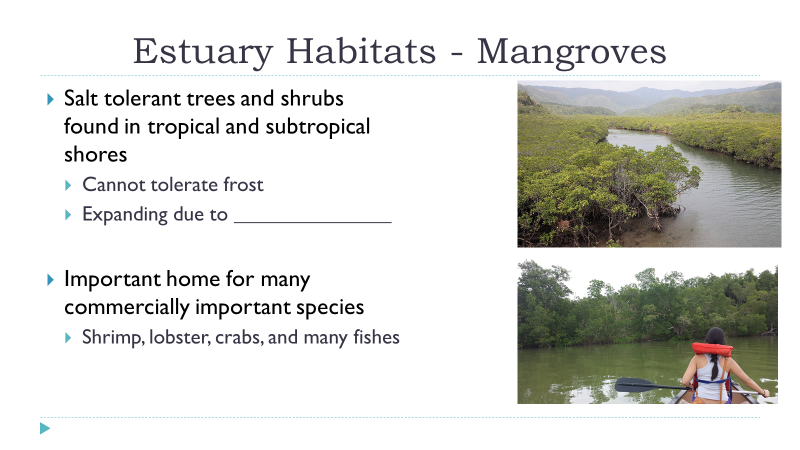 Estuary Habitats - Mangroves
Salt tolerant trees and shrubs
found in tropical and subtropical
shores
Cannot tolerate frost
Expanding due to _______________
Important home for many
commercially important species
Shrimp, lobster, crabs, and many fishes